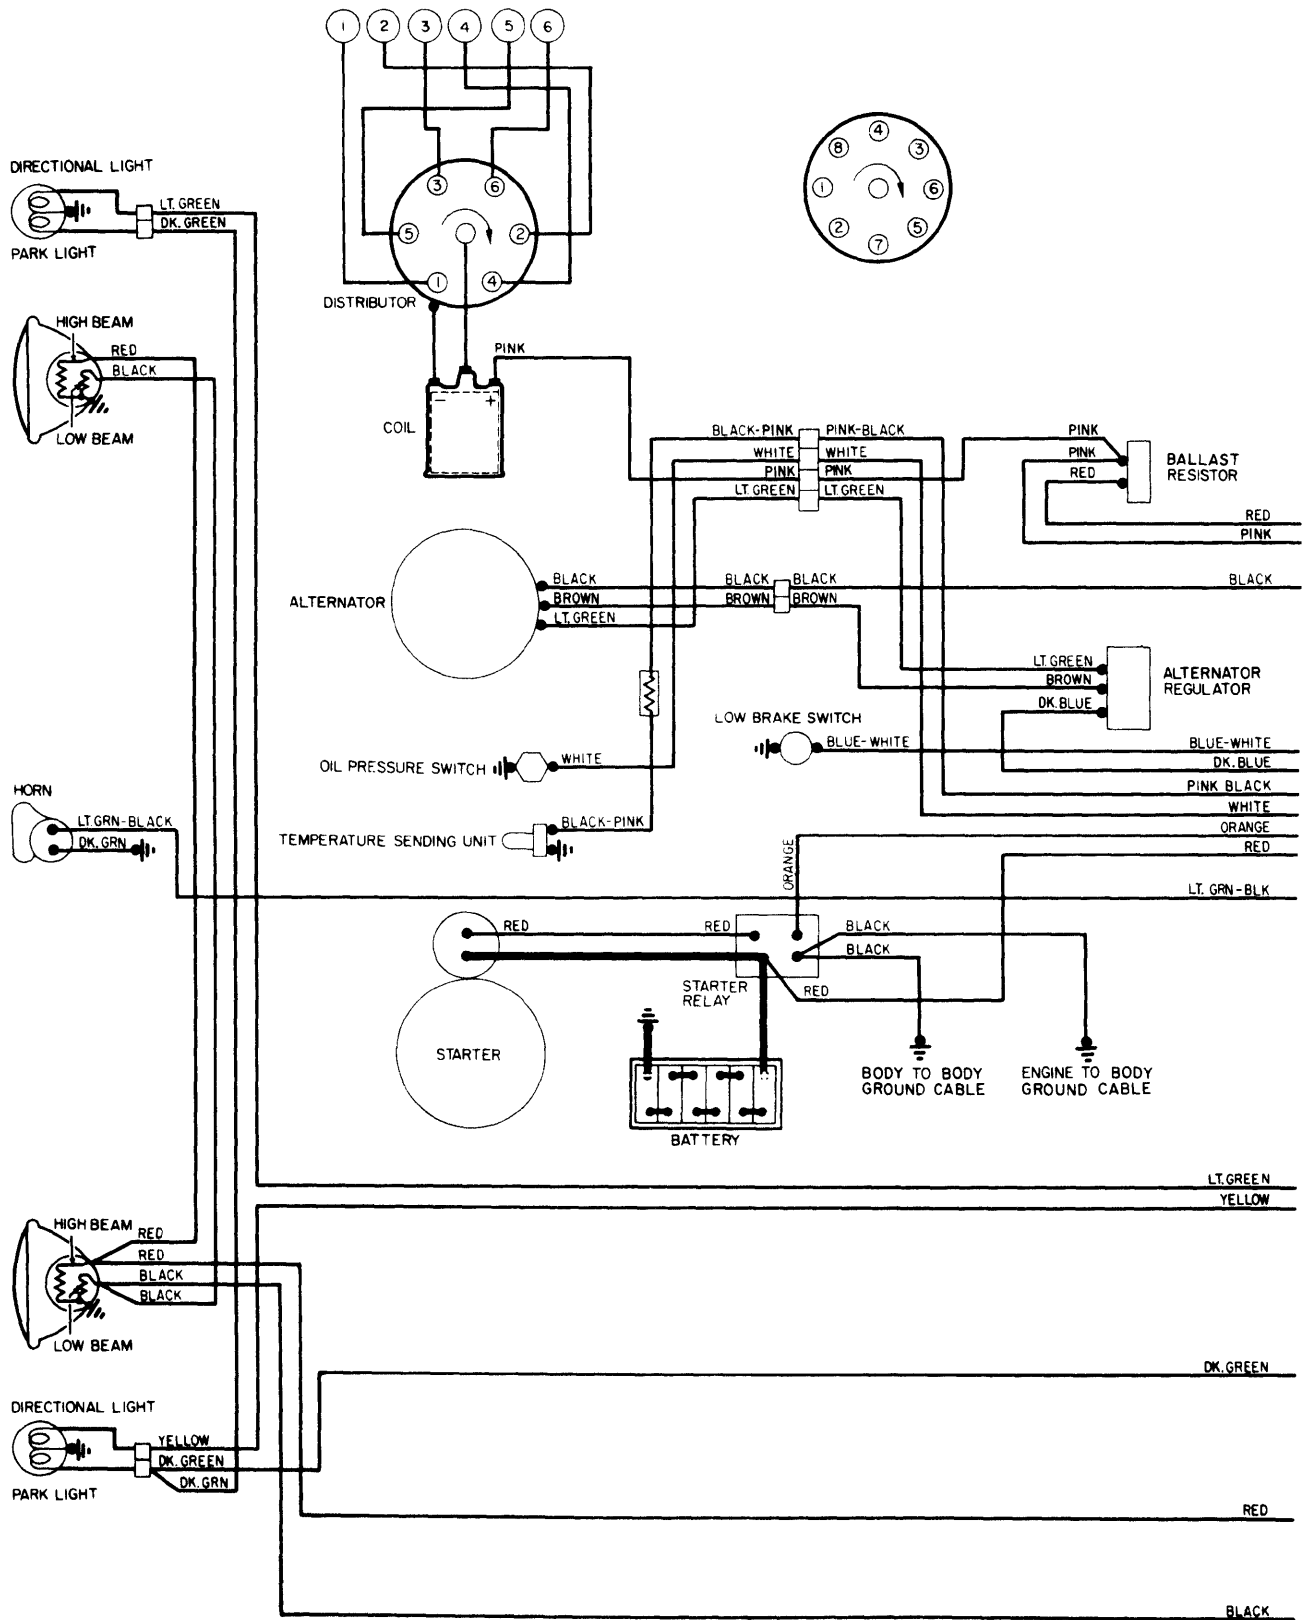 1 2 3 4 5 6
4
8 3
1 6
2 5
7
DIRECTIONAL LIGHT
LT. GREEN
DK. GREEN
PARK LIGHT
3 6
5 2
1 4
DISTRIBUTOR
HIGH BEAM
RED
BLACK
LOW BEAM
PINK
- +
COIL
BLACK-PINK PINK-BLACK
WHITE WHITE
PINK PINK
LT. GREEN LT. GREEN
PINK
PINK
RED
BALLAST
RESISTOR
RED
PINK
ALTERNATOR
BLACK BLACK BLACK BLACK
BROWN BROWN BROWN
LT. GREEN
LT. GREEN
BROWN
DK. BLUE
ALTERNATOR
REGULATOR
LOW BRAKE SWITCH
BLUE-WHITE BLUE-WHITE
DK. BLUE
OIL PRESSURE SWITCH WHITE
PINK BLACK
WHITE
HORN
LT. GRN-BLACK
DK. GRN
TEMPERATURE SENDING UNIT BLACK-PINK
ORANGE
ORANGE
RED
LT. GRN-BLK
RED RED
BLACK
BLACK
STARTER
RELAY
RED
STARTER
BATTERY
BODY TO BODY
GROUND CABLE
ENGINE TO BODY
GROUND CABLE
LT. GREEN
YELLOW
HIGH BEAM
RED
RED
BLACK
BLACK
LOW BEAM
DK. GREEN
DIRECTIONAL LIGHT
YELLOW
DK. GREEN
DK. GRN
PARK LIGHT
RED
BLACK